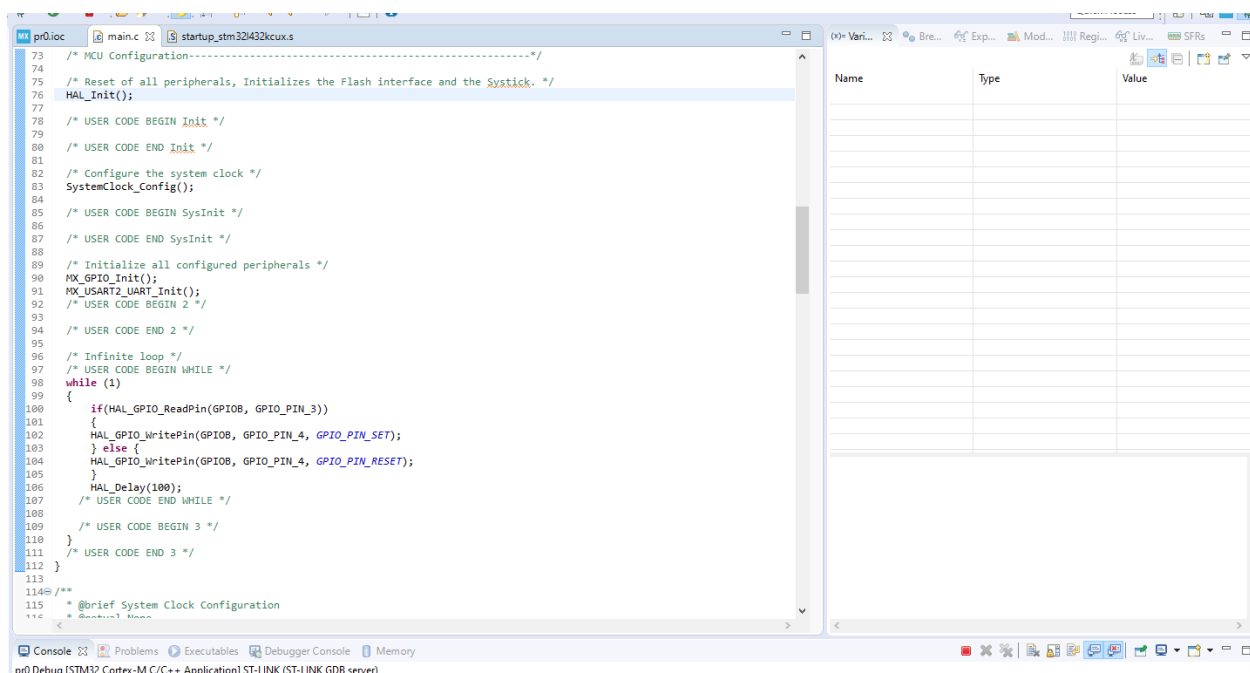 pr0.ioc main.c startup_stm32l432kcux.s
(x)= Vari... Bre... Exp... Mod... Regi... Liv... SFRs
Name Type Value
73 /* MCU Configuration--------------------------------------------------------*/
74
75 /* Reset of all peripherals, Initializes the Flash interface and the Systick. */
76 HAL_Init();
77
78 /* USER CODE BEGIN Init */
79
80 /* USER CODE END Init */
81
82 /* Configure the system clock */
83 SystemClock_Config();
84
85 /* USER CODE BEGIN SysInit */
86
87 /* USER CODE END SysInit */
88
89 /* Initialize all configured peripherals */
90 MX_GPIO_Init();
91 MX_USART2_UART_Init();
92 /* USER CODE BEGIN 2 */
93
94 /* USER CODE END 2 */
95
96 /* Infinite loop */
97 /* USER CODE BEGIN WHILE */
98 while (1)
99 {
100 if(HAL_GPIO_ReadPin(GPIOB, GPIO_PIN_3))
101 {
102 HAL_GPIO_WritePin(GPIOB, GPIO_PIN_4, GPIO_PIN_SET);
103 } else {
104 HAL_GPIO_WritePin(GPIOB, GPIO_PIN_4, GPIO_PIN_RESET);
105 }
106 HAL_Delay(100);
107 /* USER CODE END WHILE */
108
109 /* USER CODE BEGIN 3 */
110 }
111 /* USER CODE END 3 */
112 }
113
114 /**
115 * @brief System Clock Configuration
116 * @retval None
Console Problems Executables Debugger Console Memory
pr0 Debug [STM32 Cortex-M C/C++ Application] ST-LINK (ST-LINK GDB server)